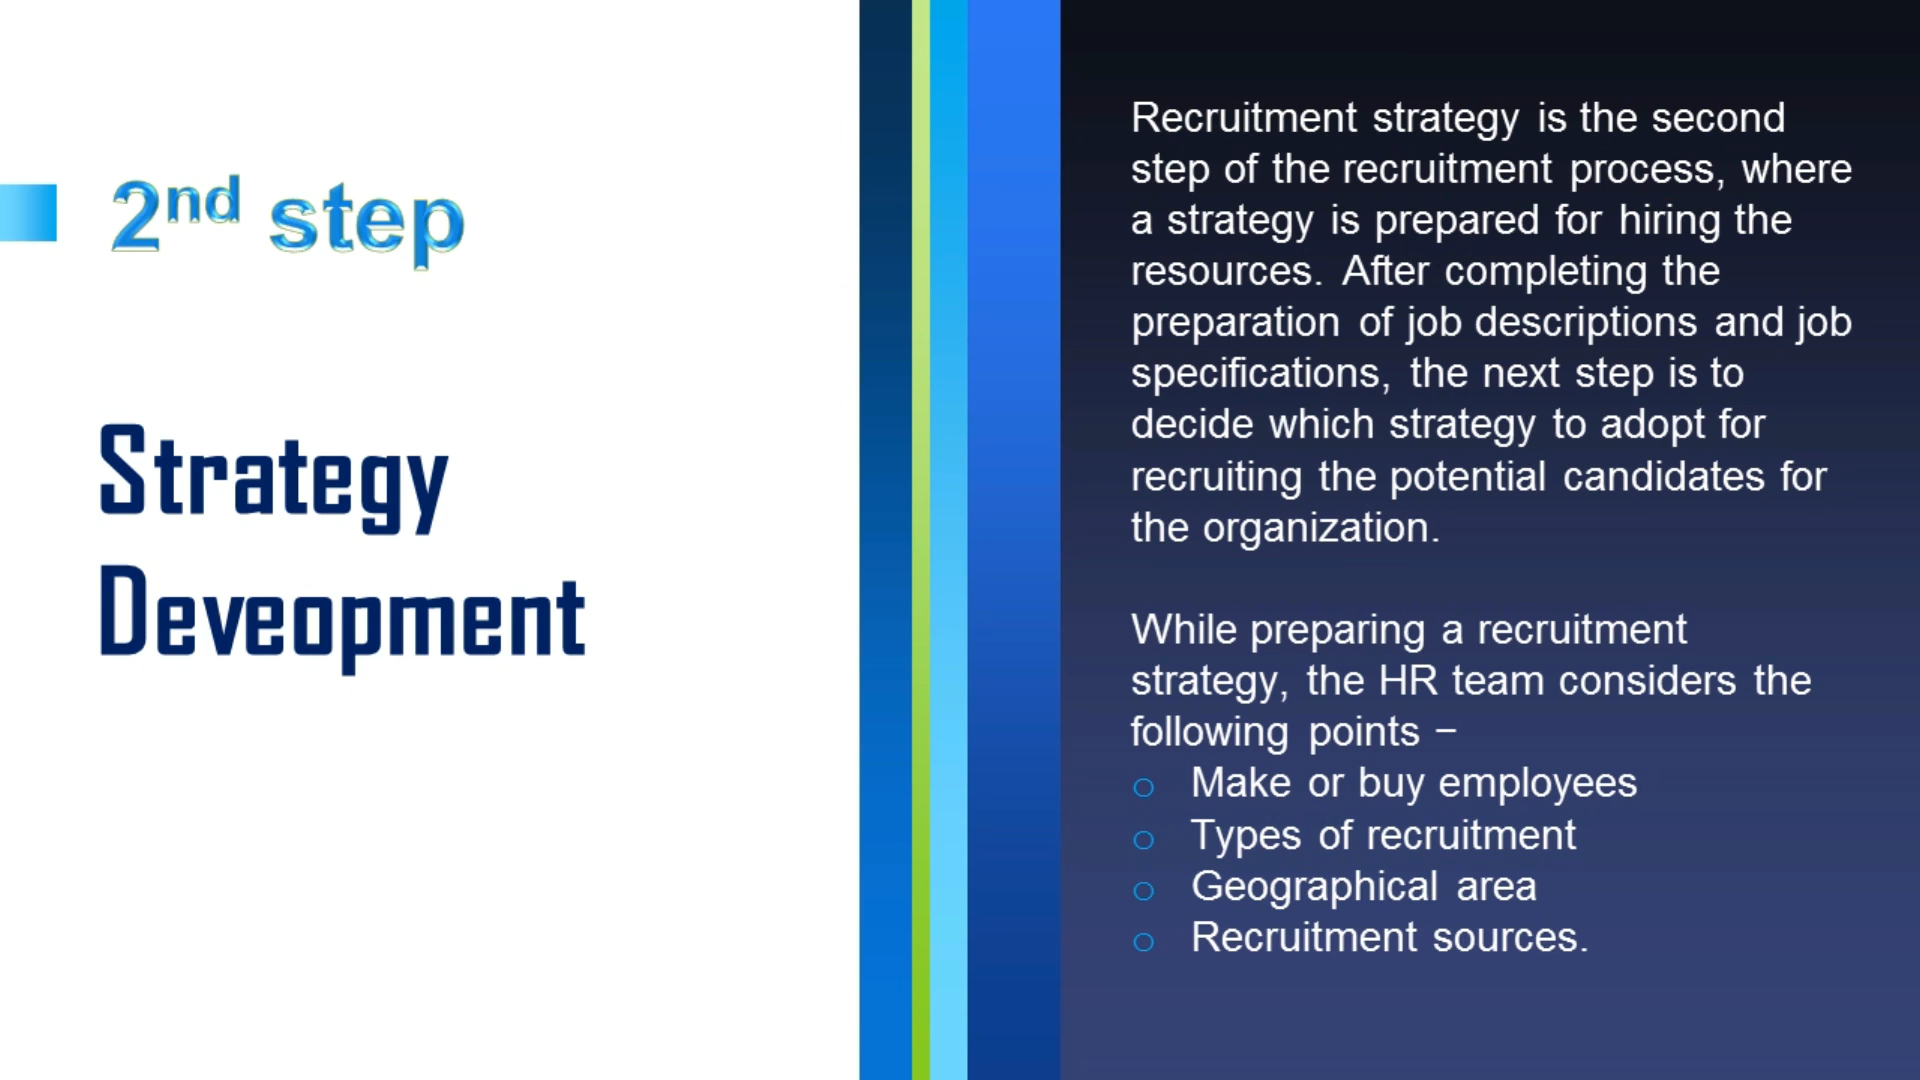 2nd step
Strategy
Deveopment
Recruitment strategy is the second
step of the recruitment process, where
a strategy is prepared for hiring the
resources. After completing the
preparation of job descriptions and job
specifications, the next step is to
decide which strategy to adopt for
recruiting the potential candidates for
the organization.
While preparing a recruitment
strategy, the HR team considers the
following points −
o Make or buy employees
o Types of recruitment
o Geographical area
o Recruitment sources.